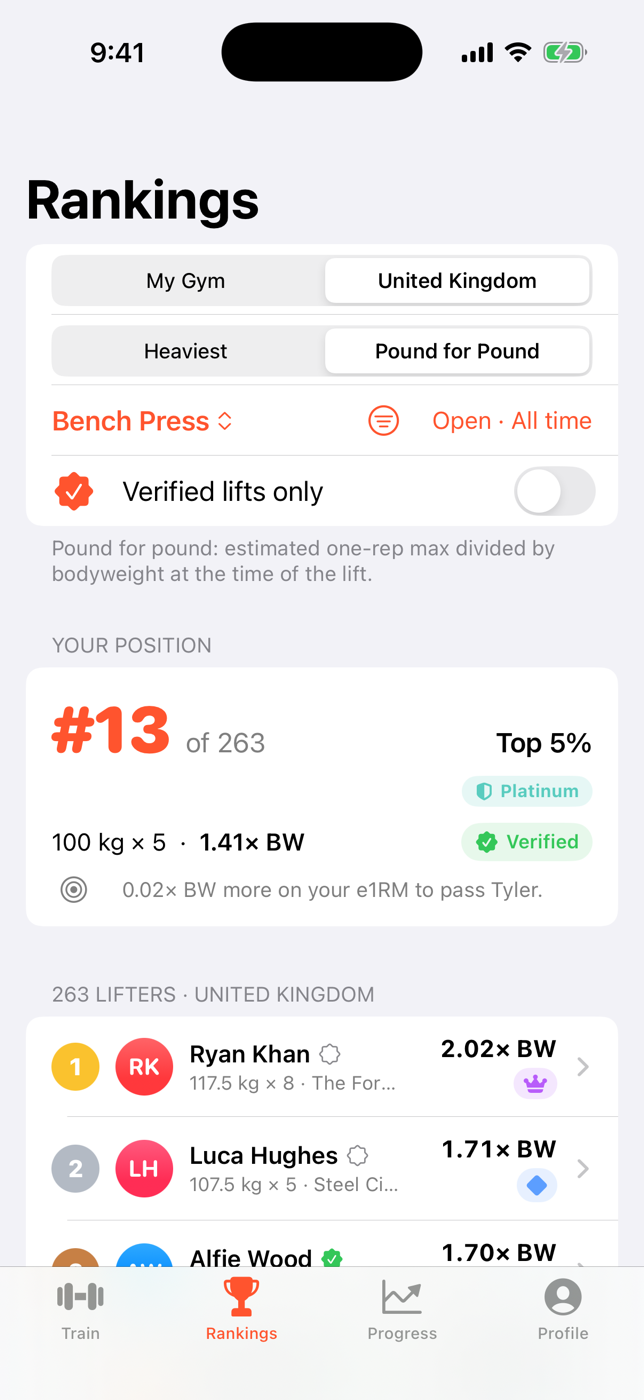 9:41
Rankings
My Gym
United Kingdom
Heaviest
Pound for Pound
Bench Press
Open · All time
Verified lifts only
Pound for pound: estimated one-rep max divided by
bodyweight at the time of the lift.
YOUR POSITION
#13 of 263
Top 5%
Platinum
100 kg × 5 · 1.41× BW
Verified
0.02× BW more on your e1RM to pass Tyler.
263 LIFTERS · UNITED KINGDOM
1
RK
Ryan Khan
117.5 kg × 8 · The For...
2.02× BW
2
LH
Luca Hughes
107.5 kg × 5 · Steel Ci...
1.71× BW
Alfie Wood
1.70× BW
Train
Rankings
Progress
Profile